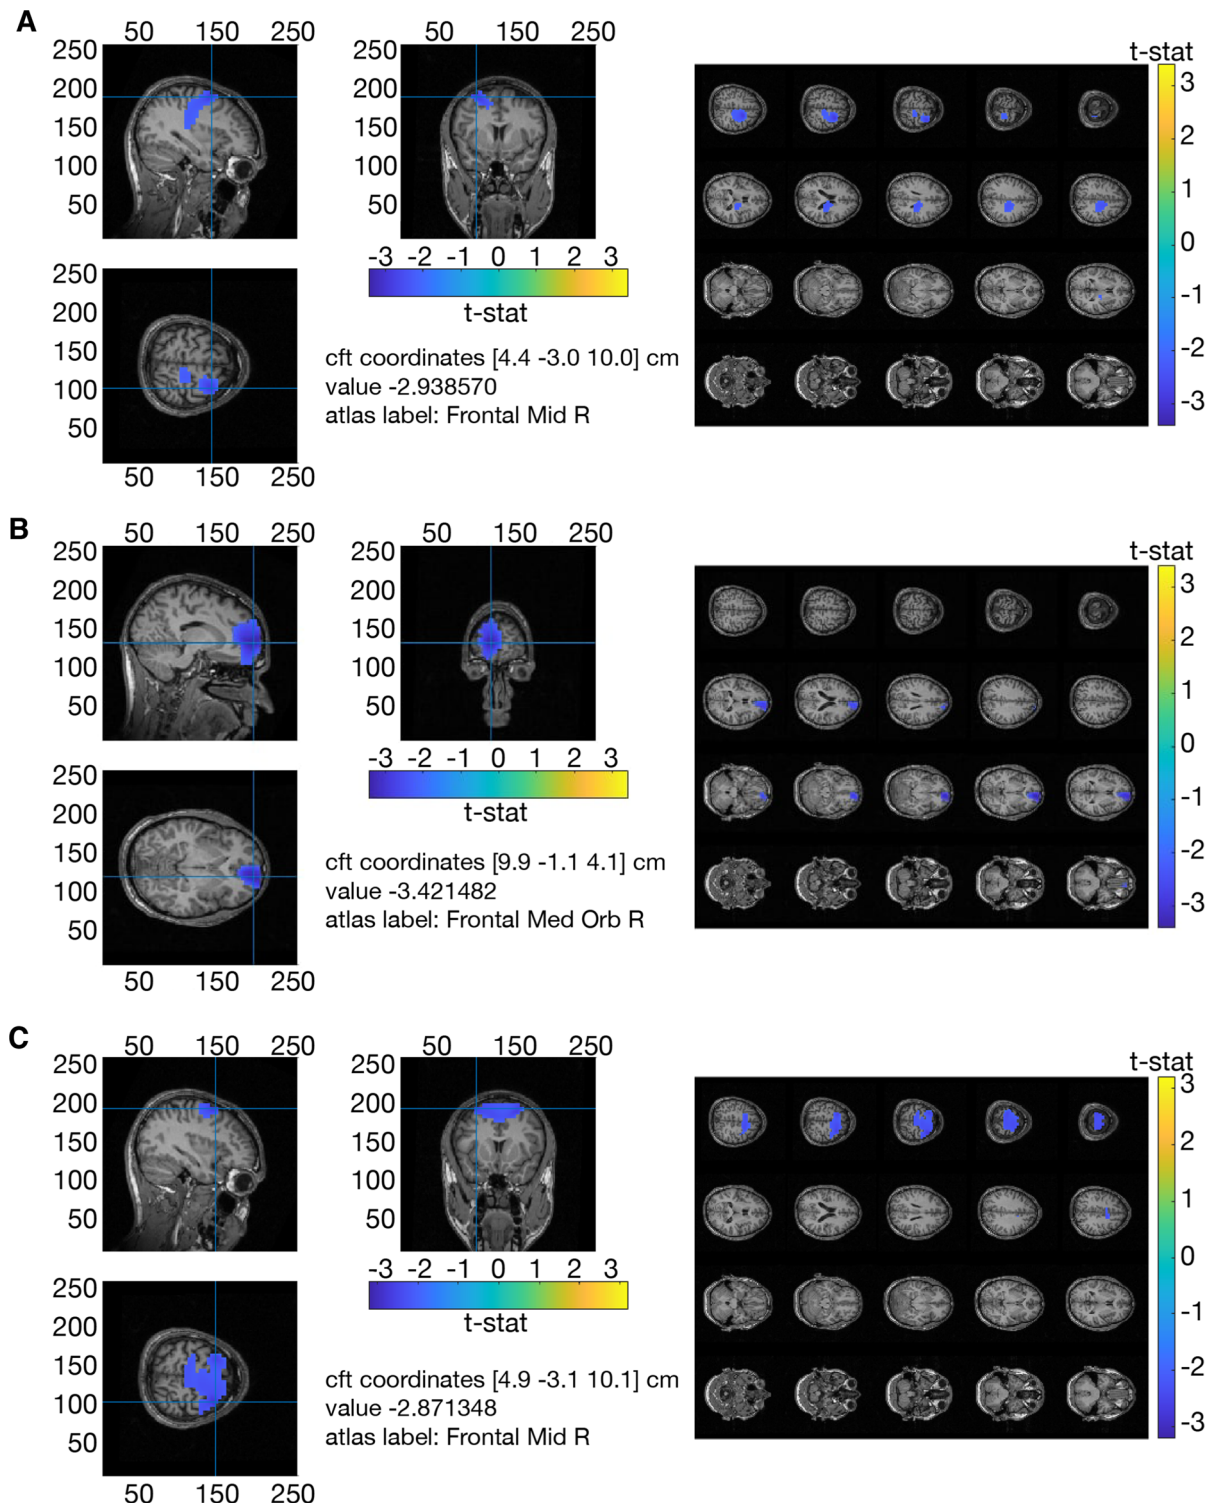 A
50 150 250
50 150 250
250
200
150
100
50
250
200
150
100
50
-3 -2 -1 0 1 2 3
t-stat
250
200
150
100
50
50 150 250
cft coordinates [4.4 -3.0 10.0] cm
value -2.938570
atlas label: Frontal Mid R
t-stat
3
2
1
0
-1
-2
-3
B
50 150 250
50 150 250
250
200
150
100
50
250
200
150
100
50
-3 -2 -1 0 1 2 3
t-stat
250
200
150
100
50
50 150 250
cft coordinates [9.9 -1.1 4.1] cm
value -3.421482
atlas label: Frontal Med Orb R
t-stat
3
2
1
0
-1
-2
-3
C
50 150 250
50 150 250
250
200
150
100
50
250
200
150
100
50
-3 -2 -1 0 1 2 3
t-stat
250
200
150
100
50
50 150 250
cft coordinates [4.9 -3.1 10.1] cm
value -2.871348
atlas label: Frontal Mid R
t-stat
3
2
1
0
-1
-2
-3